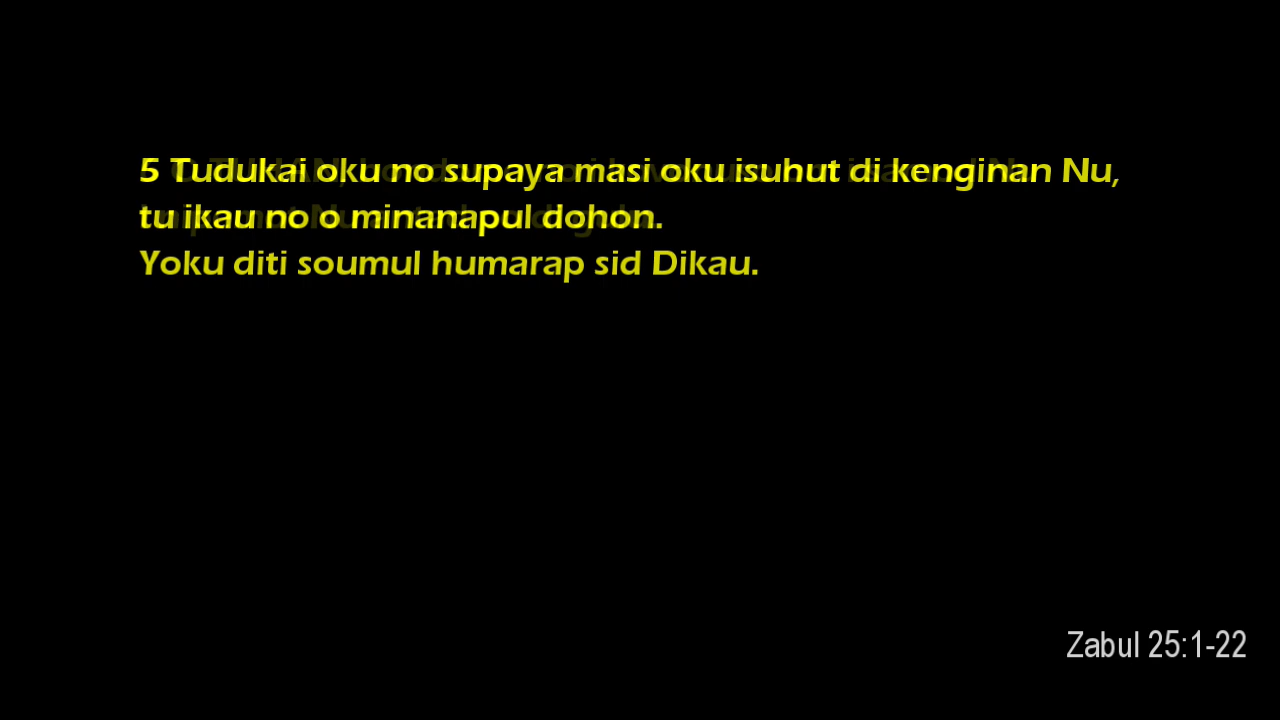 5 Tudukai oku no supaya masi oku isuhut di kenginan Nu,
tu ikau no o minanapul dohon.
Yoku diti soumul humarap sid Dikau.
Zabul 25:1-22